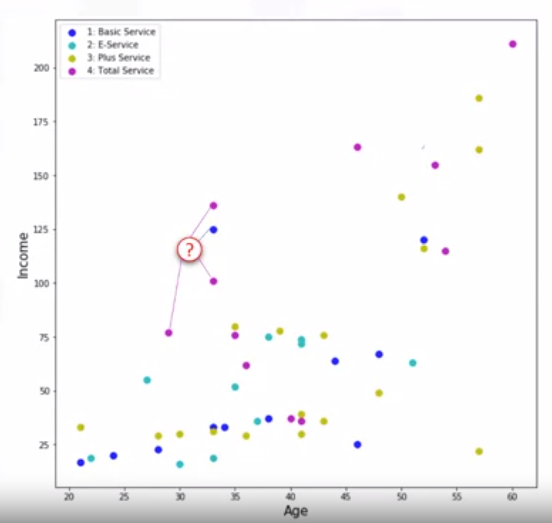 1: Basic Service
2: E-Service
3: Plus Service
4: Total Service
200
175
150
125
100
75
50
25
Income
?
20 25 30 35 40 45 50 55 60
Age